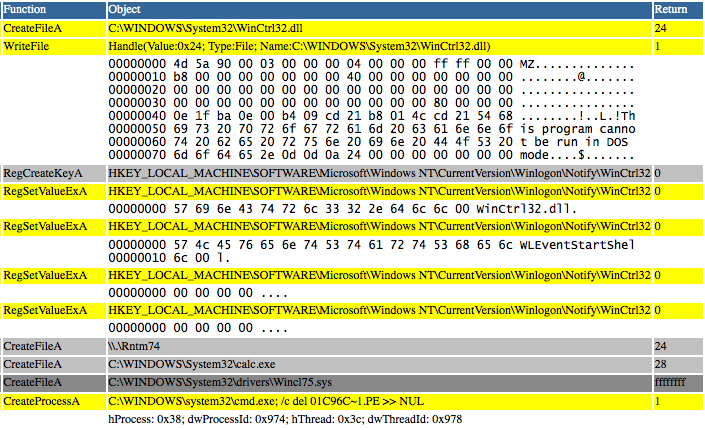 Function Object Return
CreateFileA C:\WINDOWS\System32\WinCtrl32.dll 24
WriteFile Handle(Value:0x24; Type:File; Name:C:\WINDOWS\System32\WinCtrl32.dll) 1
00000000 4d 5a 90 00 03 00 00 00 04 00 00 00 ff ff 00 00 MZ..............
00000010 b8 00 00 00 00 00 00 00 40 00 00 00 00 00 00 00 ........@.......
00000020 00 00 00 00 00 00 00 00 00 00 00 00 00 00 00 00 ................
00000030 00 00 00 00 00 00 00 00 00 00 00 00 80 00 00 00 ................
00000040 0e 1f ba 0e 00 b4 09 cd 21 b8 01 4c cd 21 54 68 ........!..L.!Th
00000050 69 73 20 70 72 6f 67 72 61 6d 20 63 61 6e 6e 6f is program canno
00000060 74 20 62 65 20 72 75 6e 20 69 6e 20 44 4f 53 20 t be run in DOS
00000070 6d 6f 64 65 2e 0d 0d 0a 24 00 00 00 00 00 00 00 mode....$.......
RegCreateKeyA HKEY_LOCAL_MACHINE\SOFTWARE\Microsoft\Windows NT\CurrentVersion\Winlogon\Notify\WinCtrl32 0
RegSetValueExA HKEY_LOCAL_MACHINE\SOFTWARE\Microsoft\Windows NT\CurrentVersion\Winlogon\Notify\WinCtrl32 0
00000000 57 69 6e 43 74 72 6c 33 32 2e 64 6c 6c 00 WinCtrl32.dll.
RegSetValueExA HKEY_LOCAL_MACHINE\SOFTWARE\Microsoft\Windows NT\CurrentVersion\Winlogon\Notify\WinCtrl32 0
00000000 57 4c 45 76 65 6e 74 53 74 61 72 74 53 68 65 6c WLEventStartShel
00000010 6c 00 l.
RegSetValueExA HKEY_LOCAL_MACHINE\SOFTWARE\Microsoft\Windows NT\CurrentVersion\Winlogon\Notify\WinCtrl32 0
00000000 00 00 00 00 ....
RegSetValueExA HKEY_LOCAL_MACHINE\SOFTWARE\Microsoft\Windows NT\CurrentVersion\Winlogon\Notify\WinCtrl32 0
00000000 00 00 00 00 ....
CreateFileA \\.\Rntm74 24
CreateFileA C:\WINDOWS\System32\calc.exe 28
CreateFileA C:\WINDOWS\System32\drivers\Wincl75.sys ffffffff
CreateProcessA C:\WINDOWS\system32\cmd.exe; /c del 01C96C~1.PE >> NUL 1
hProcess: 0x38; dwProcessId: 0x974; hThread: 0x3c; dwThreadId: 0x978